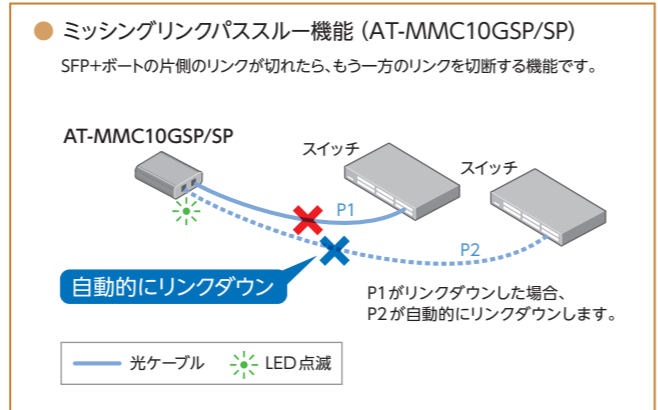 ミッシングリンクパススルー機能 (AT-MMC10GSP/SP)
SFP+ポートの片側のリンクが切れたら、もう一方のリンクを切断する機能です。
AT-MMC10GSP/SP
スイッチ
スイッチ
P1
P2
自動的にリンクダウン
P1がリンクダウンした場合、
P2が自動的にリンクダウンします。
光ケーブル LED点滅